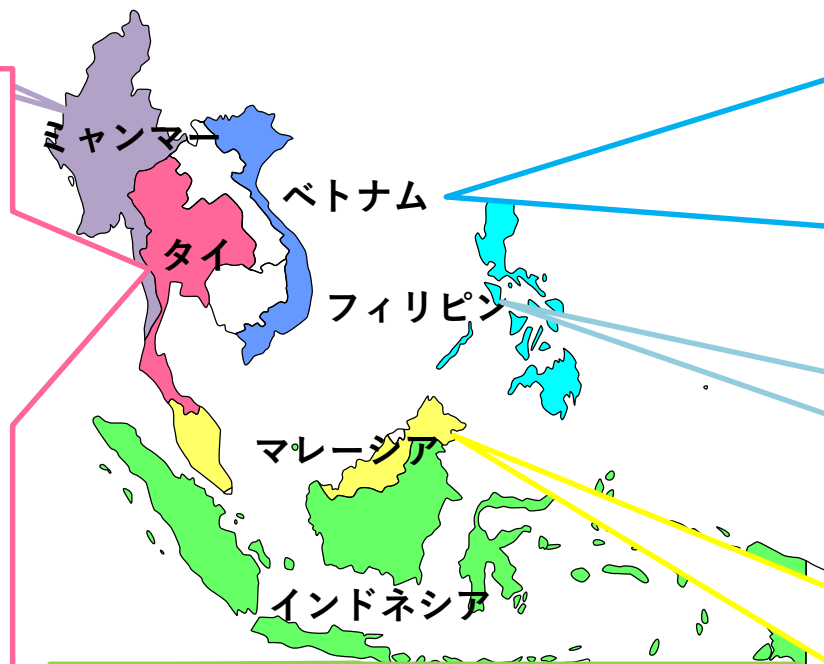 ミャンマー
ベトナム
タイ
フィリピン
マレーシア
インドネシア